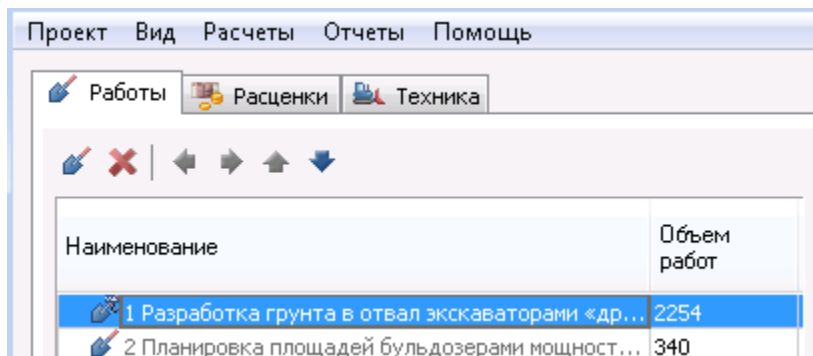 Проект Вид Расчеты Отчеты Помощь
Работы Расценки Техника
Наименование
Объем
работ
1 Разработка грунта в отвал экскаваторами «др... 2254
2 Планировка площадей бульдозерами мощност... 340